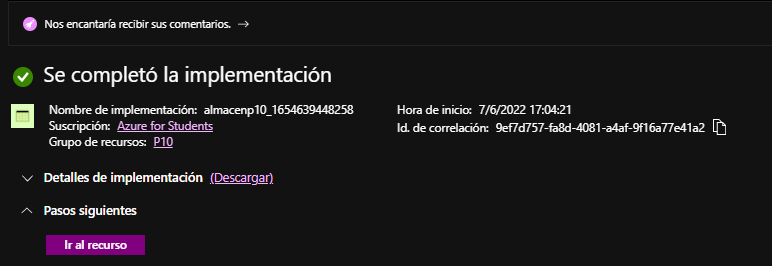 Nos encantaría recibir sus comentarios. →
Se completó la implementación
Nombre de implementación: almacenp10_1654639448258
Hora de inicio: 7/6/2022 17:04:21
Suscripción: Azure for Students
Id. de correlación: 9ef7d757-fa8d-4081-a4af-9f16a77e41a2
Grupo de recursos: P10
Detalles de implementación (Descargar)
Pasos siguientes
Ir al recurso